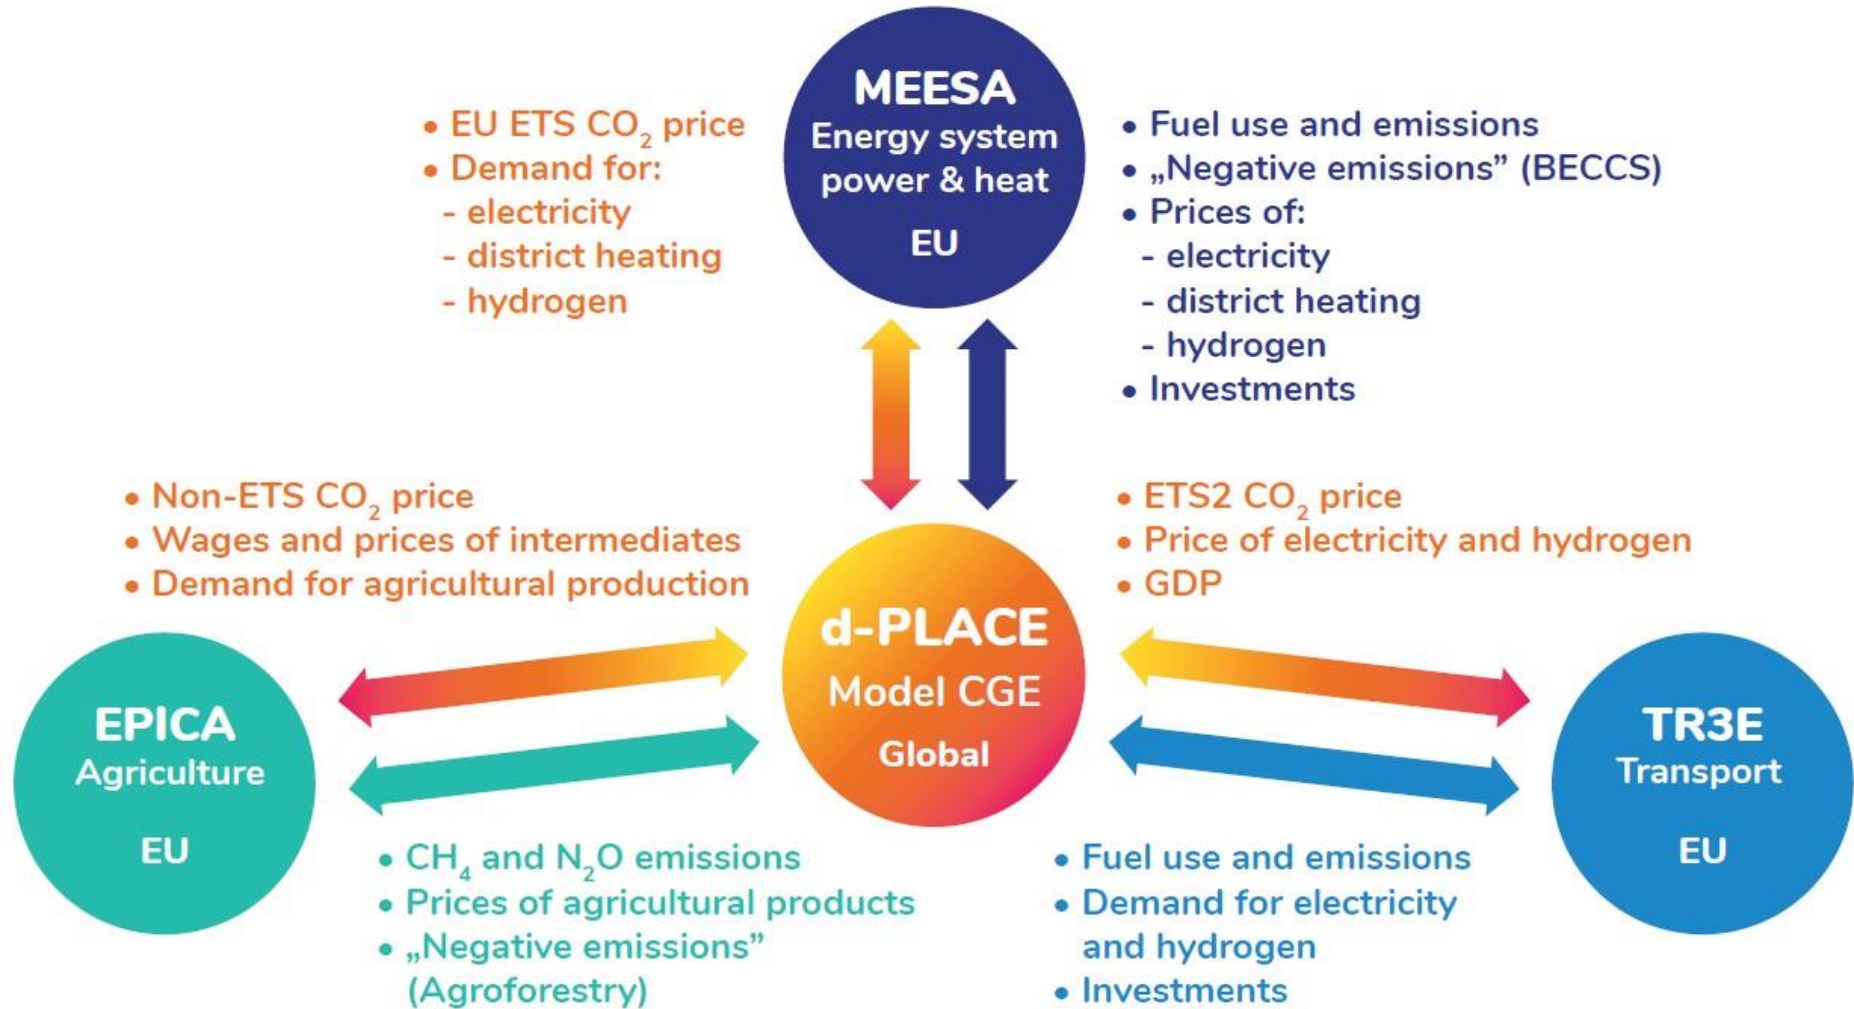 MEESA
Energy system
power & heat
EU
• EU ETS CO₂ price
• Demand for:
- electricity
- district heating
- hydrogen
• Fuel use and emissions
• „Negative emissions” (BECCS)
• Prices of:
- electricity
- district heating
- hydrogen
• Investments
• Non-ETS CO₂ price
• Wages and prices of intermediates
• Demand for agricultural production
• ETS2 CO₂ price
• Price of electricity and hydrogen
• GDP
d-PLACE
Model CGE
Global
EPICA
Agriculture
EU
TR3E
Transport
EU
• CH₄ and N₂O emissions
• Prices of agricultural products
• „Negative emissions”
(Agroforestry)
• Fuel use and emissions
• Demand for electricity
and hydrogen
• Investments